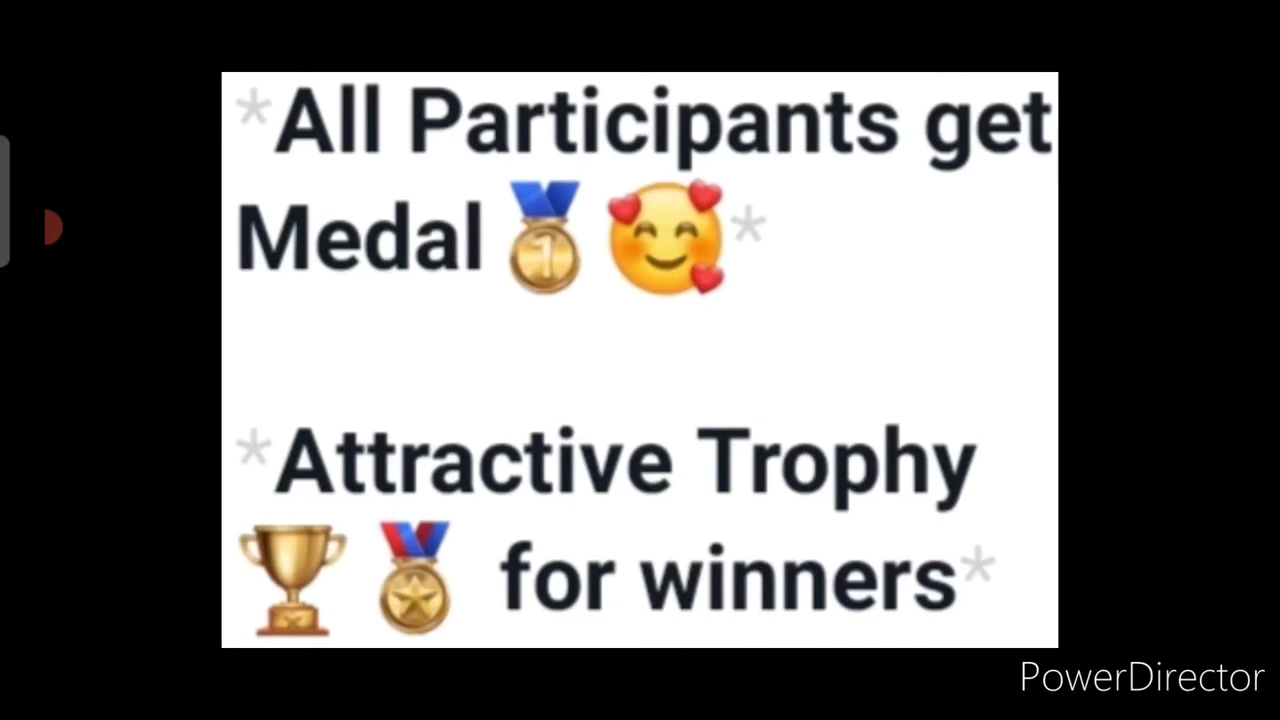 *All Participants get
Medal🥇🥰*
*Attractive Trophy
🏆🎖️ for winners*
PowerDirector